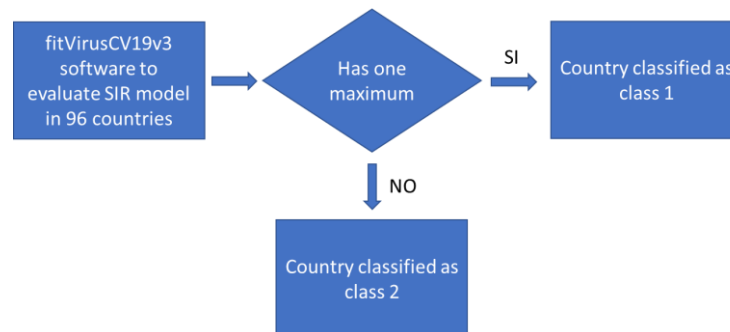 fitVirusCV19v3
software to
evaluate SIR model
in 96 countries
Has one
maximum
SI
Country classified as
class 1
NO
Country classified as
class 2